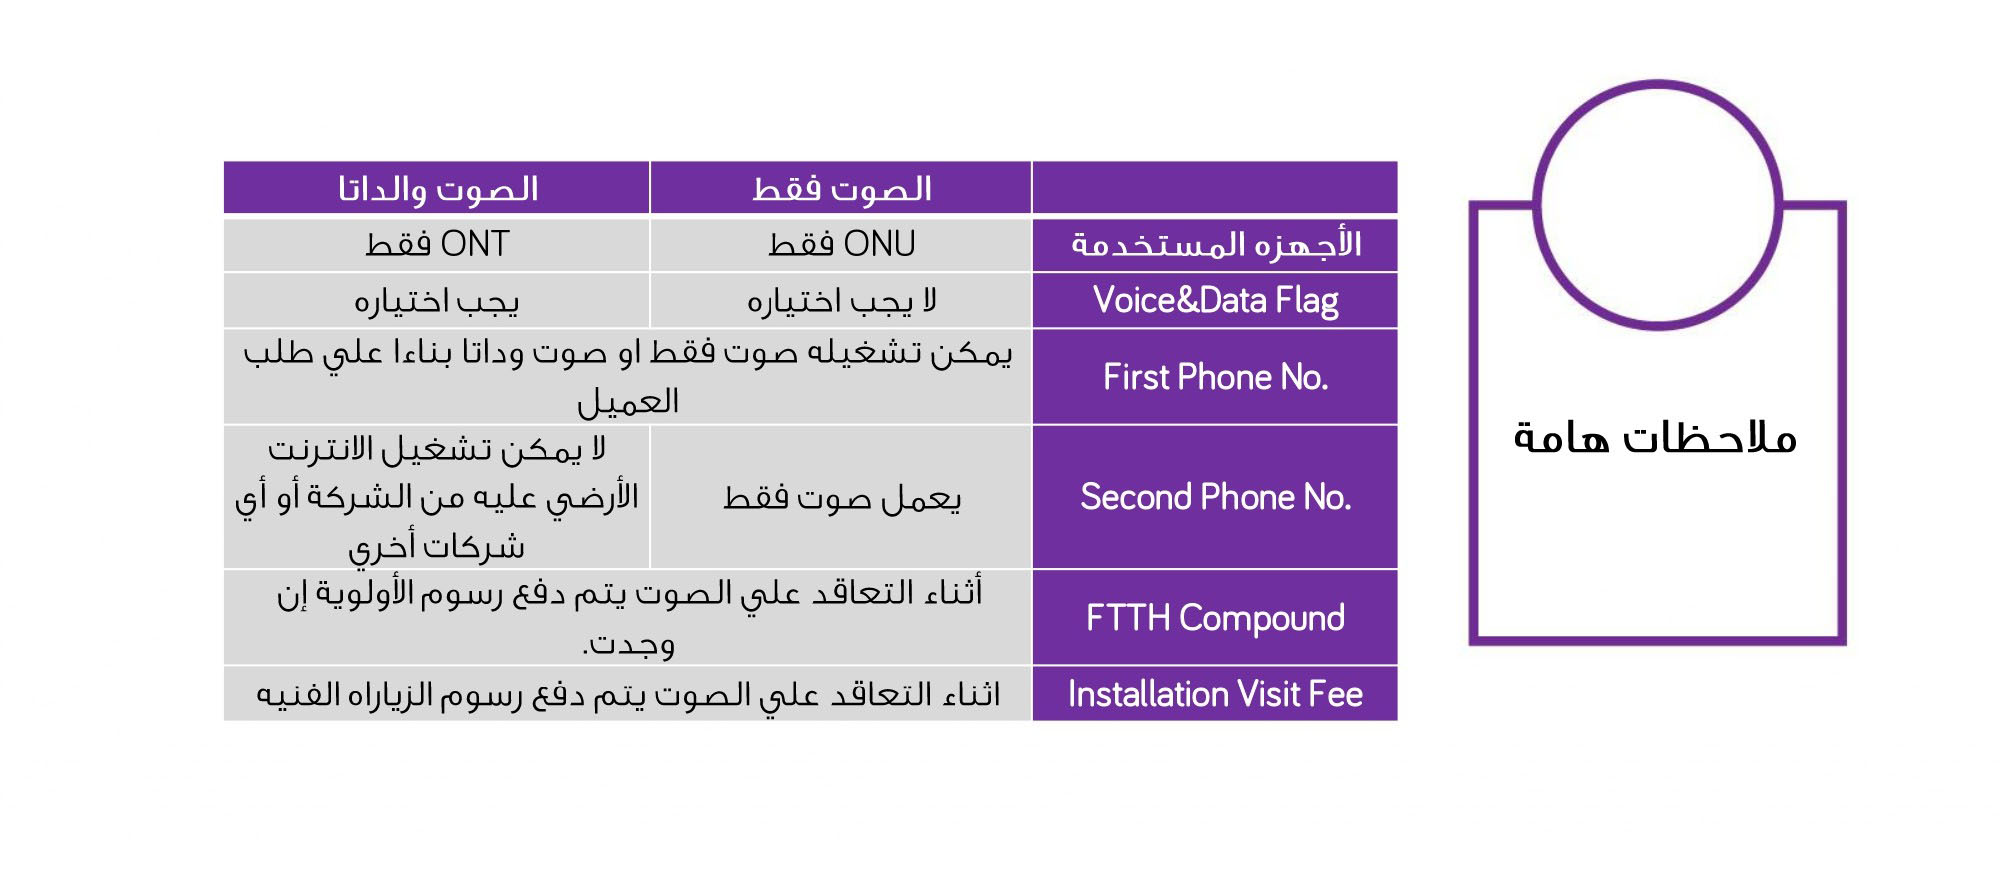 ملاحظات هامة
الصوت فقط
الصوت والداتا
الأجهزه المستخدمة
ONU فقط
ONT فقط
Voice&Data Flag
لا يجب اختياره
يجب اختياره
First Phone No.
يمكن تشغيله صوت فقط او صوت وداتا بناءا علي طلب
العميل
Second Phone No.
يعمل صوت فقط
لا يمكن تشغيل الانترنت
الأرضي عليه من الشركة أو أي
شركات أخري
FTTH Compound
أثناء التعاقد علي الصوت يتم دفع رسوم الأولوية إن
وجدت.
Installation Visit Fee
اثناء التعاقد علي الصوت يتم دفع رسوم الزياراه الفنيه